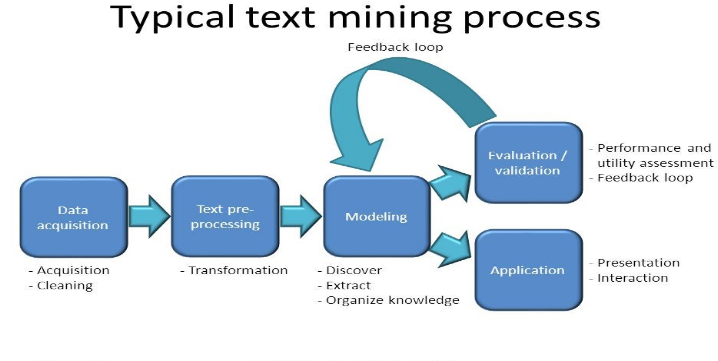 Typical text mining process
Feedback loop
Evaluation /
validation
- Performance and
utility assessment
- Feedback loop
Data
acquisition
Text pre-
processing
Modeling
- Acquisition
- Cleaning
- Transformation
- Discover
- Extract
- Organize knowledge
Application
- Presentation
- Interaction